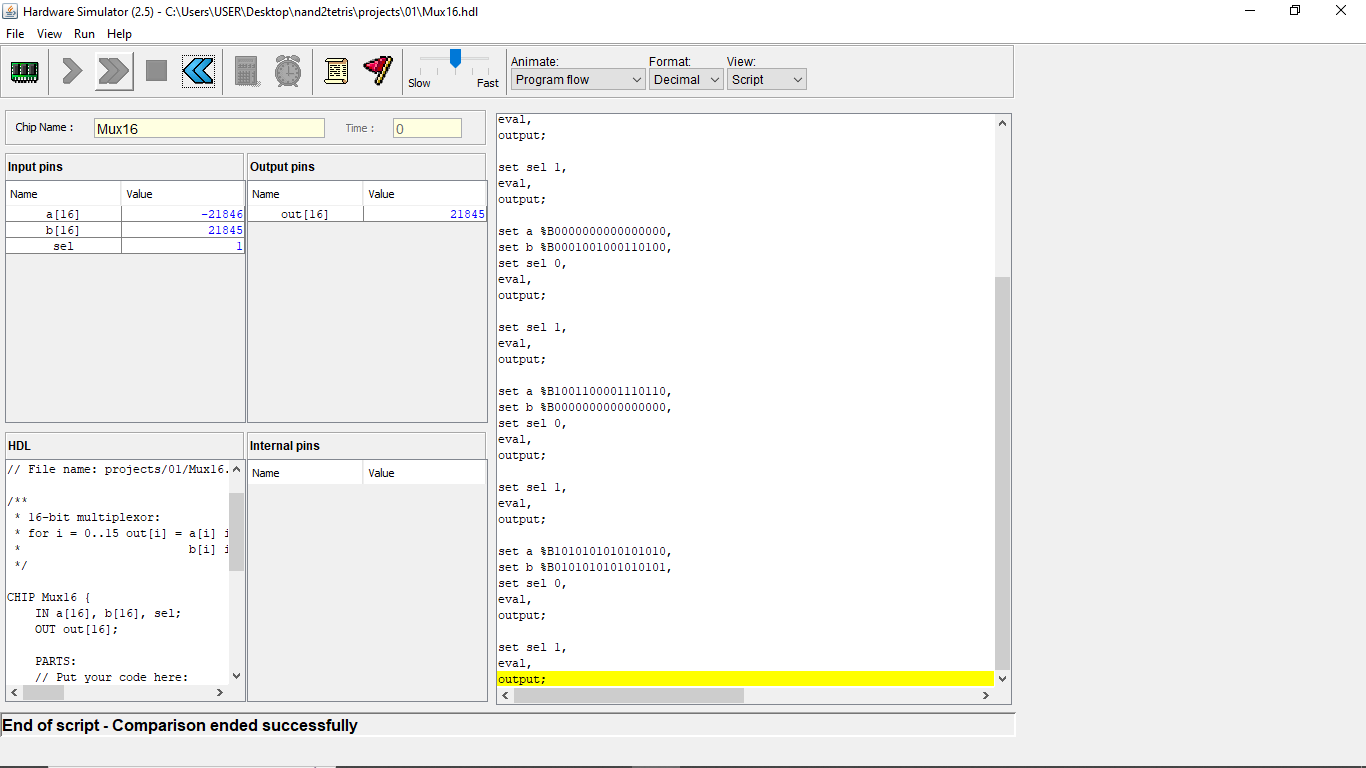 Hardware Simulator (2.5) - C:\Users\USER\Desktop\nand2tetris\projects\01\Mux16.hdl
File View Run Help
Slow Fast
Animate: Format: View:
Program flow Decimal Script
Chip Name : Mux16 Time : 0
Input pins
Name Value
a[16] -21846
b[16] 21845
sel 1
Output pins
Name Value
out[16] 21845
HDL
// File name: projects/01/Mux16.
/**
* 16-bit multiplexor:
* for i = 0..15 out[i] = a[i] i
* b[i] i
*/
CHIP Mux16 {
IN a[16], b[16], sel;
OUT out[16];
PARTS:
// Put your code here:
Internal pins
Name Value
eval,
output;
set sel 1,
eval,
output;
set a %B0000000000000000,
set b %B0001001000110100,
set sel 0,
eval,
output;
set sel 1,
eval,
output;
set a %B1001100001110110,
set b %B0000000000000000,
set sel 0,
eval,
output;
set sel 1,
eval,
output;
set a %B1010101010101010,
set b %B0101010101010101,
set sel 0,
eval,
output;
set sel 1,
eval,
output;
End of script - Comparison ended successfully